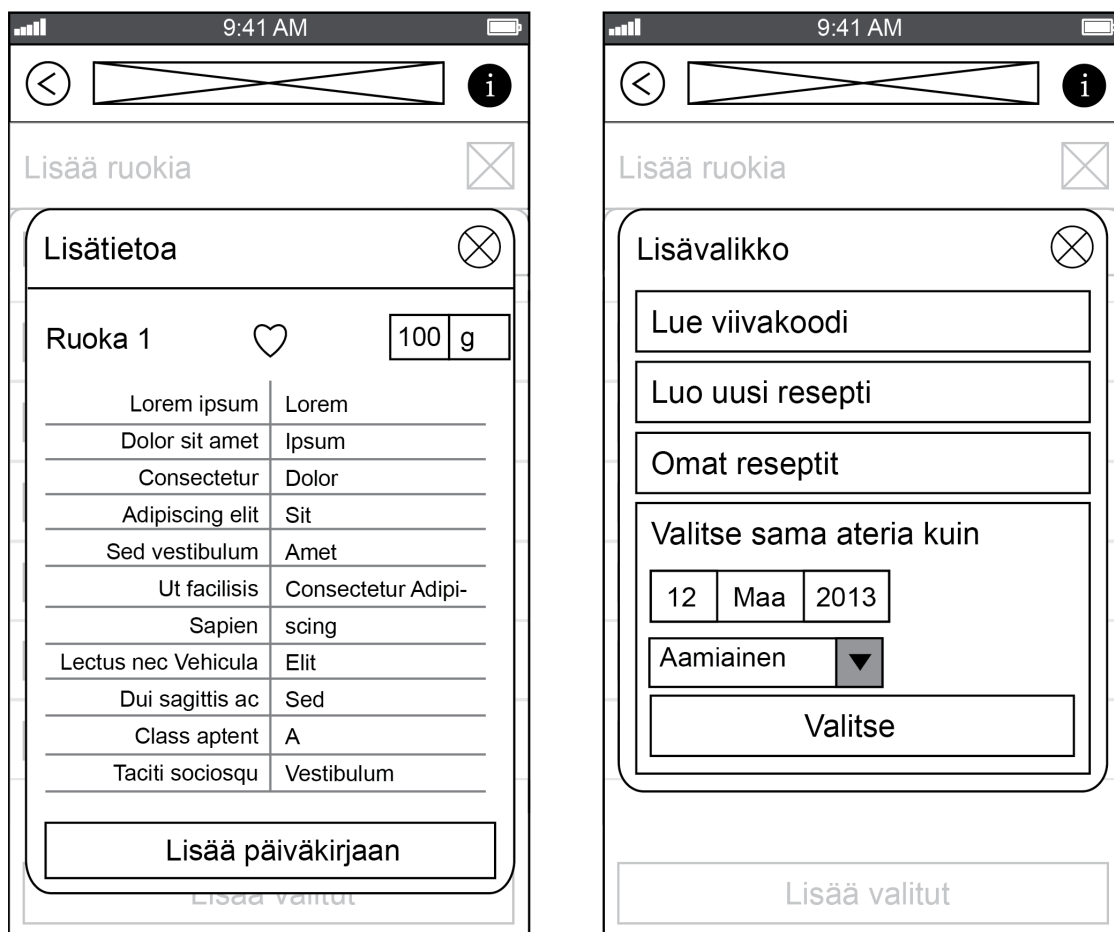 9:41 AM
i
Lisää ruokia
Lisätietoa
Ruoka 1 100 g
Lorem ipsum Lorem
Dolor sit amet Ipsum
Consectetur Dolor
Adipiscing elit Sit
Sed vestibulum Amet
Ut facilisis Consectetur Adipi-
Sapien scing
Lectus nec Vehicula Elit
Dui sagittis ac Sed
Class aptent A
Taciti sociosqu Vestibulum
Lisää päiväkirjaan
Lisää valitut
9:41 AM
i
Lisää ruokia
Lisävalikko
Lue viivakoodi
Luo uusi resepti
Omat reseptit
Valitse sama ateria kuin
12 Maa 2013
Aamiainen
Valitse
Lisää valitut